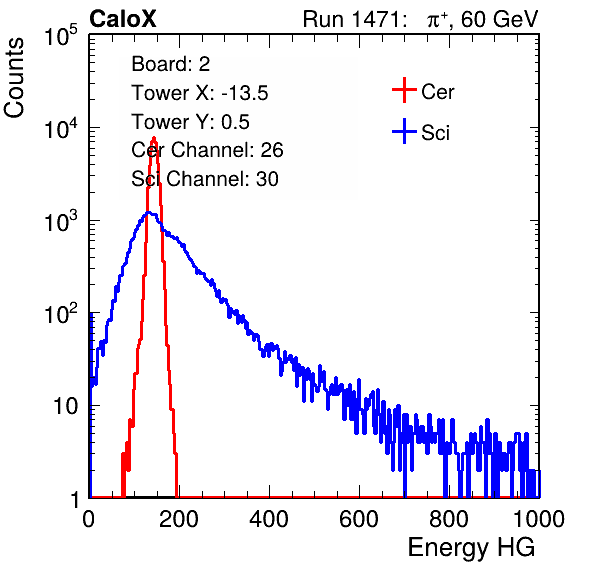 CaloX Run 1471: π⁺, 60 GeV
Counts
Board: 2
Tower X: -13.5
Tower Y: 0.5
Cer Channel: 26
Sci Channel: 30
Cer
Sci
10⁵
10⁴
10³
10²
10
1
0 200 400 600 800 1000
Energy HG